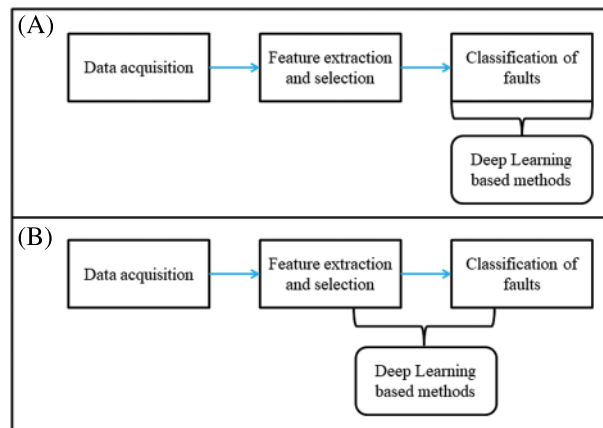 (A)
Data acquisition
Feature extraction
and selection
Classification of
faults
Deep Learning
based methods
(B)
Data acquisition
Feature extraction
and selection
Classification of
faults
Deep Learning
based methods